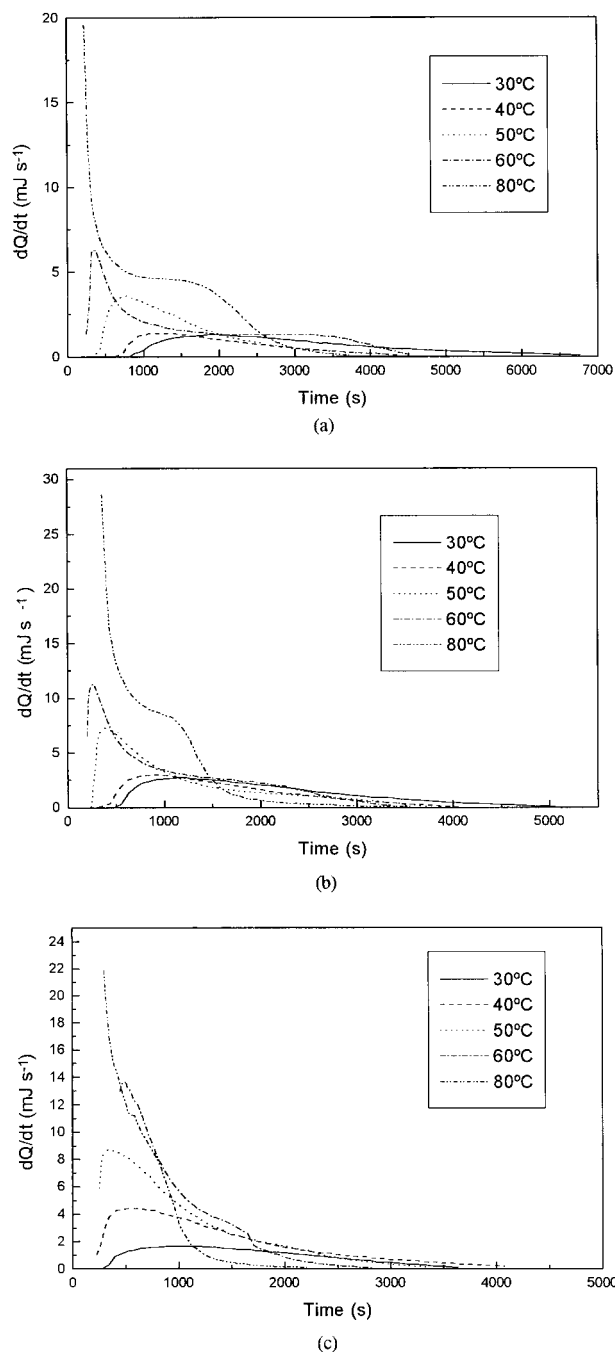 20
15
10
5
0
dQ/dt (mJ s⁻¹)
30ºC
40ºC
50ºC
60ºC
80ºC
0 1000 2000 3000 4000 5000 6000 7000
Time (s)
(a)
30
25
20
15
10
5
0
dQ/dt (mJ s ⁻¹)
30ºC
40ºC
50ºC
60ºC
80ºC
0 1000 2000 3000 4000 5000
Time (s)
(b)
24
22
20
18
16
14
12
10
8
6
4
2
0
dQ/dt (mJ s⁻¹)
30ºC
40ºC
50ºC
60ºC
80ºC
0 1000 2000 3000 4000 5000
Time (s)
(c)